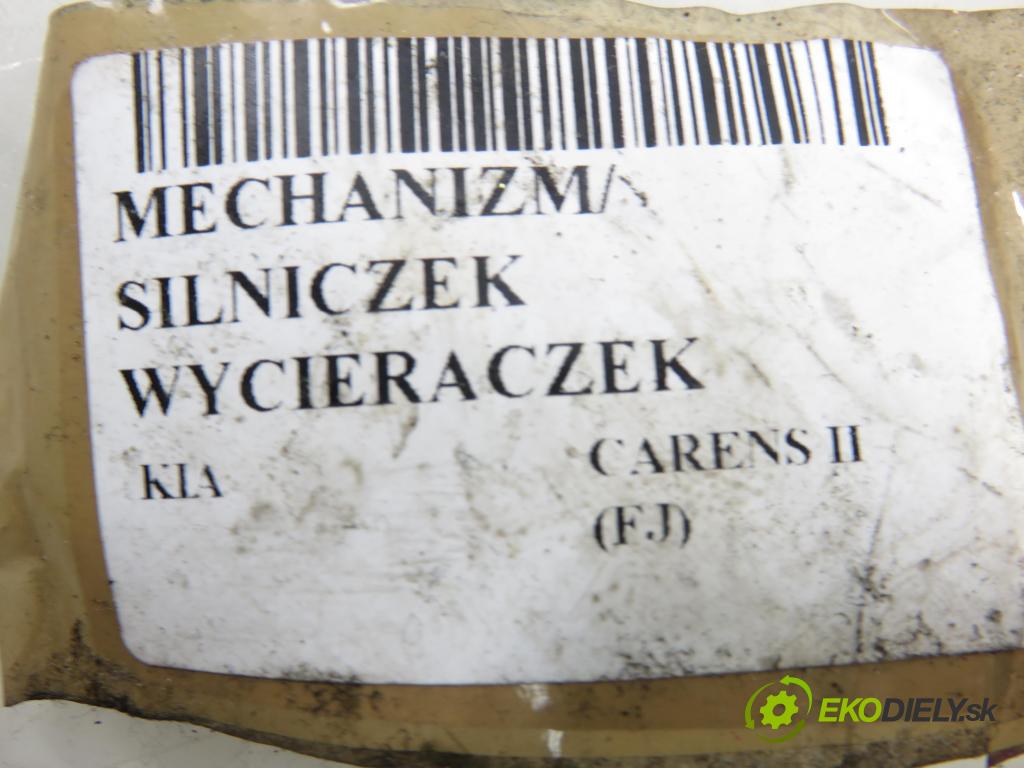 MECHANIZM/
SILNICZEK
WYCIERACZEK
KIA CARENS II
(FJ)
EKODIELY.sk